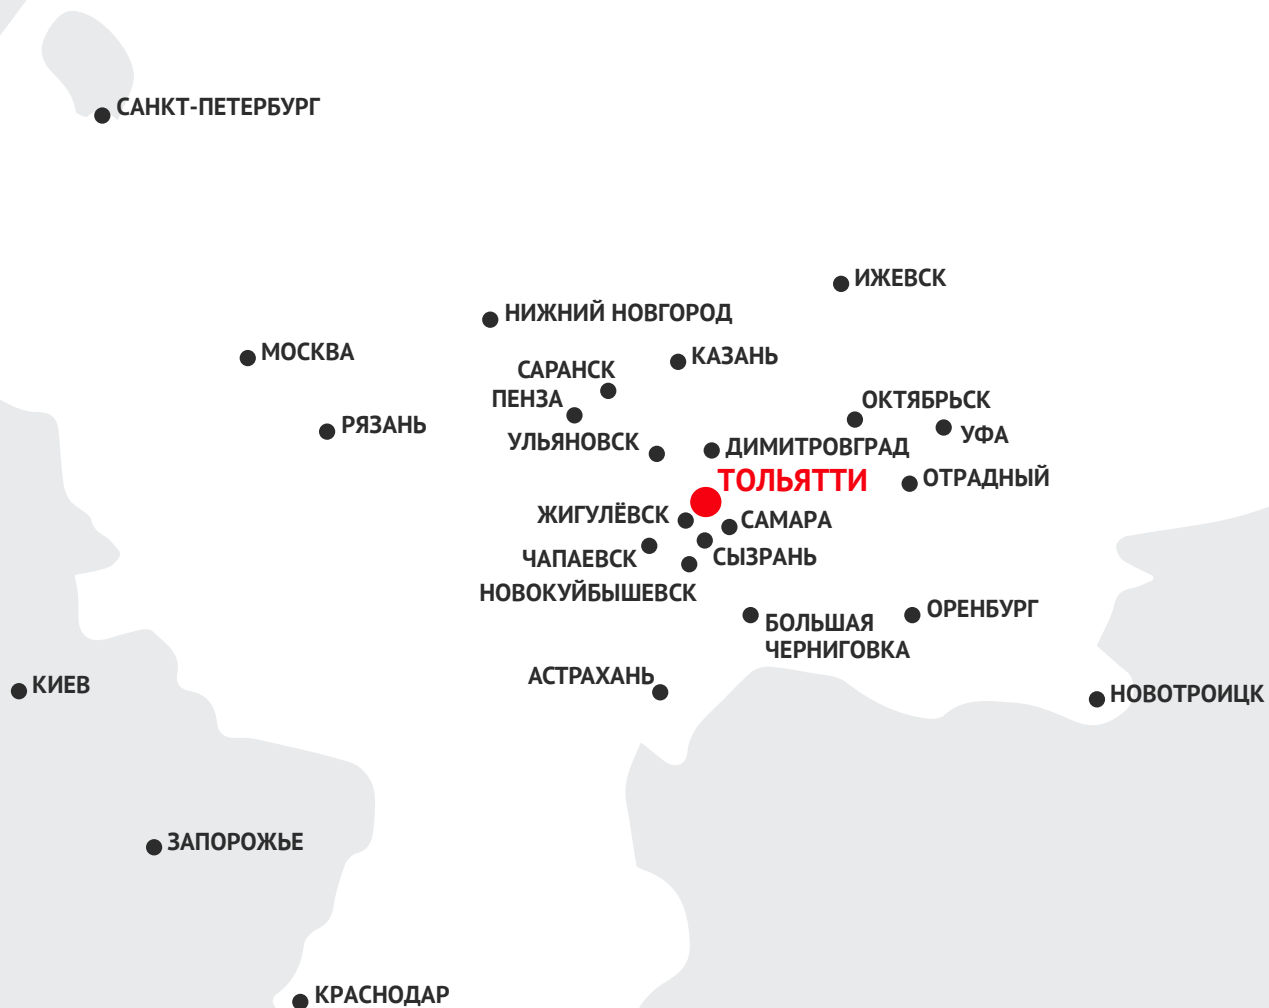 САНКТ-ПЕТЕРБУРГ
ИЖЕВСК
НИЖНИЙ НОВГОРОД
МОСКВА
КАЗАНЬ
САРАНСК
ПЕНЗА
ОКТЯБРЬСК
РЯЗАНЬ
УФА
УЛЬЯНОВСК
ДИМИТРОВГРАД
ТОЛЬЯТТИ
ОТРАДНЫЙ
ЖИГУЛЁВСК
САМАРА
ЧАПАЕВСК
СЫЗРАНЬ
НОВОКУЙБЫШЕВСК
ОРЕНБУРГ
БОЛЬШАЯ
ЧЕРНИГОВКА
АСТРАХАНЬ
КИЕВ
НОВОТРОИЦК
ЗАПОРОЖЬЕ
КРАСНОДАР